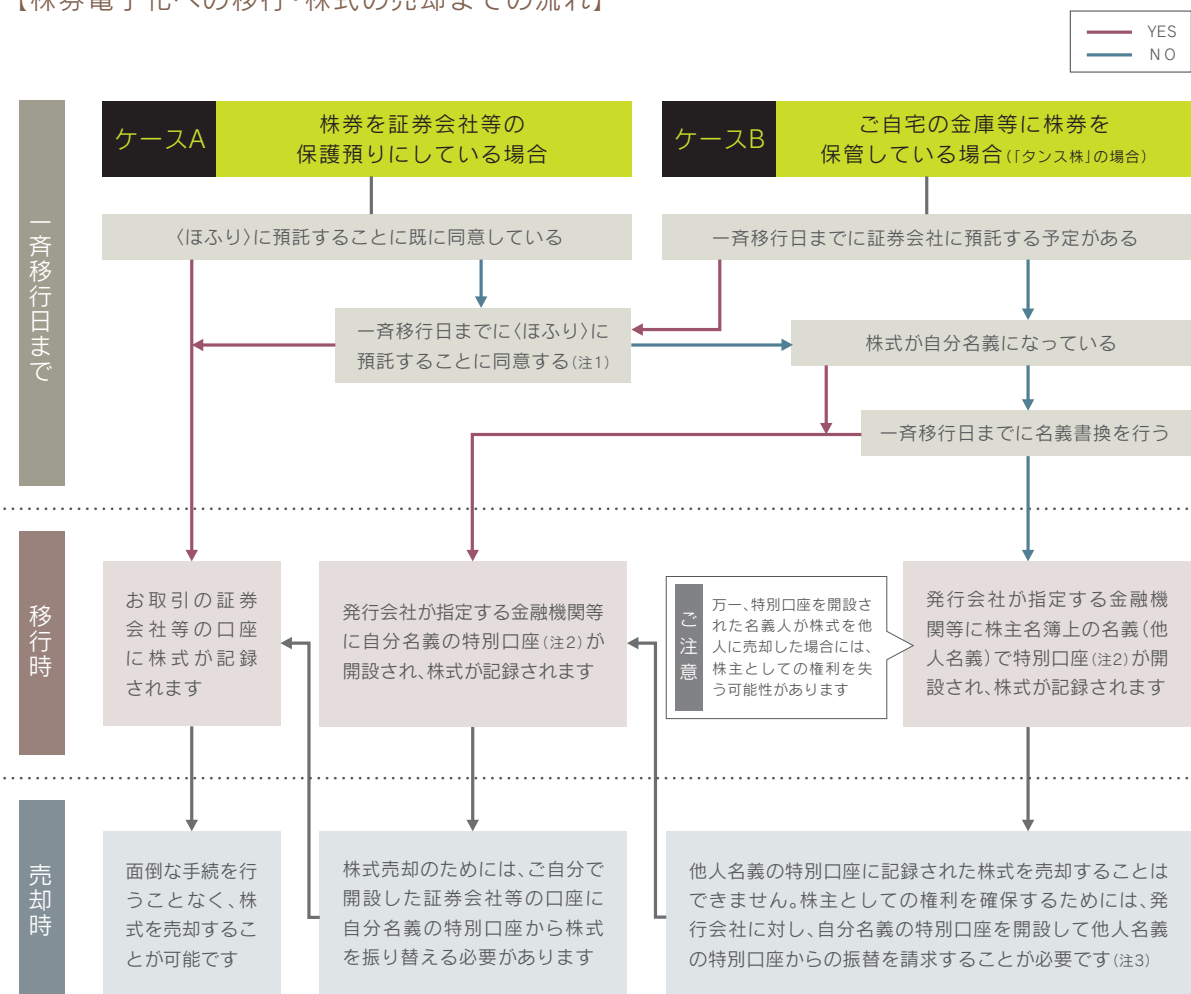 【株券電子化への移行・株式の売却までの流れ】
YES
NO
一斉移行日まで
ケースA
株券を証券会社等の
保護預りにしている場合
ケースB
ご自宅の金庫等に株券を
保管している場合(「タンス株」の場合)
〈ほふり〉に預託することに既に同意している
一斉移行日までに証券会社に預託する予定がある
一斉移行日までに〈ほふり〉に
預託することに同意する(注1)
株式が自分名義になっている
一斉移行日までに名義書換を行う
移行時
お取引の証券
会社等の口座
に株式が記録
されます
発行会社が指定する金融機関等
に自分名義の特別口座(注2)が
開設され、株式が記録されます
ご注意
万一、特別口座を開設さ
れた名義人が株式を他
人に売却した場合には、
株主としての権利を失
う可能性があります
発行会社が指定する金融機
関等に株主名簿上の名義(他
人名義)で特別口座(注2)が開
設され、株式が記録されます
売却時
面倒な手続を行
うことなく、株
式を売却するこ
とが可能です
株式売却のためには、ご自分で
開設した証券会社等の口座に
自分名義の特別口座から株式
を振り替える必要があります
他人名義の特別口座に記録された株式を売却することは
できません。株主としての権利を確保するためには、発
行会社に対し、自分名義の特別口座を開設して他人名義
の特別口座からの振替を請求することが必要です(注3)